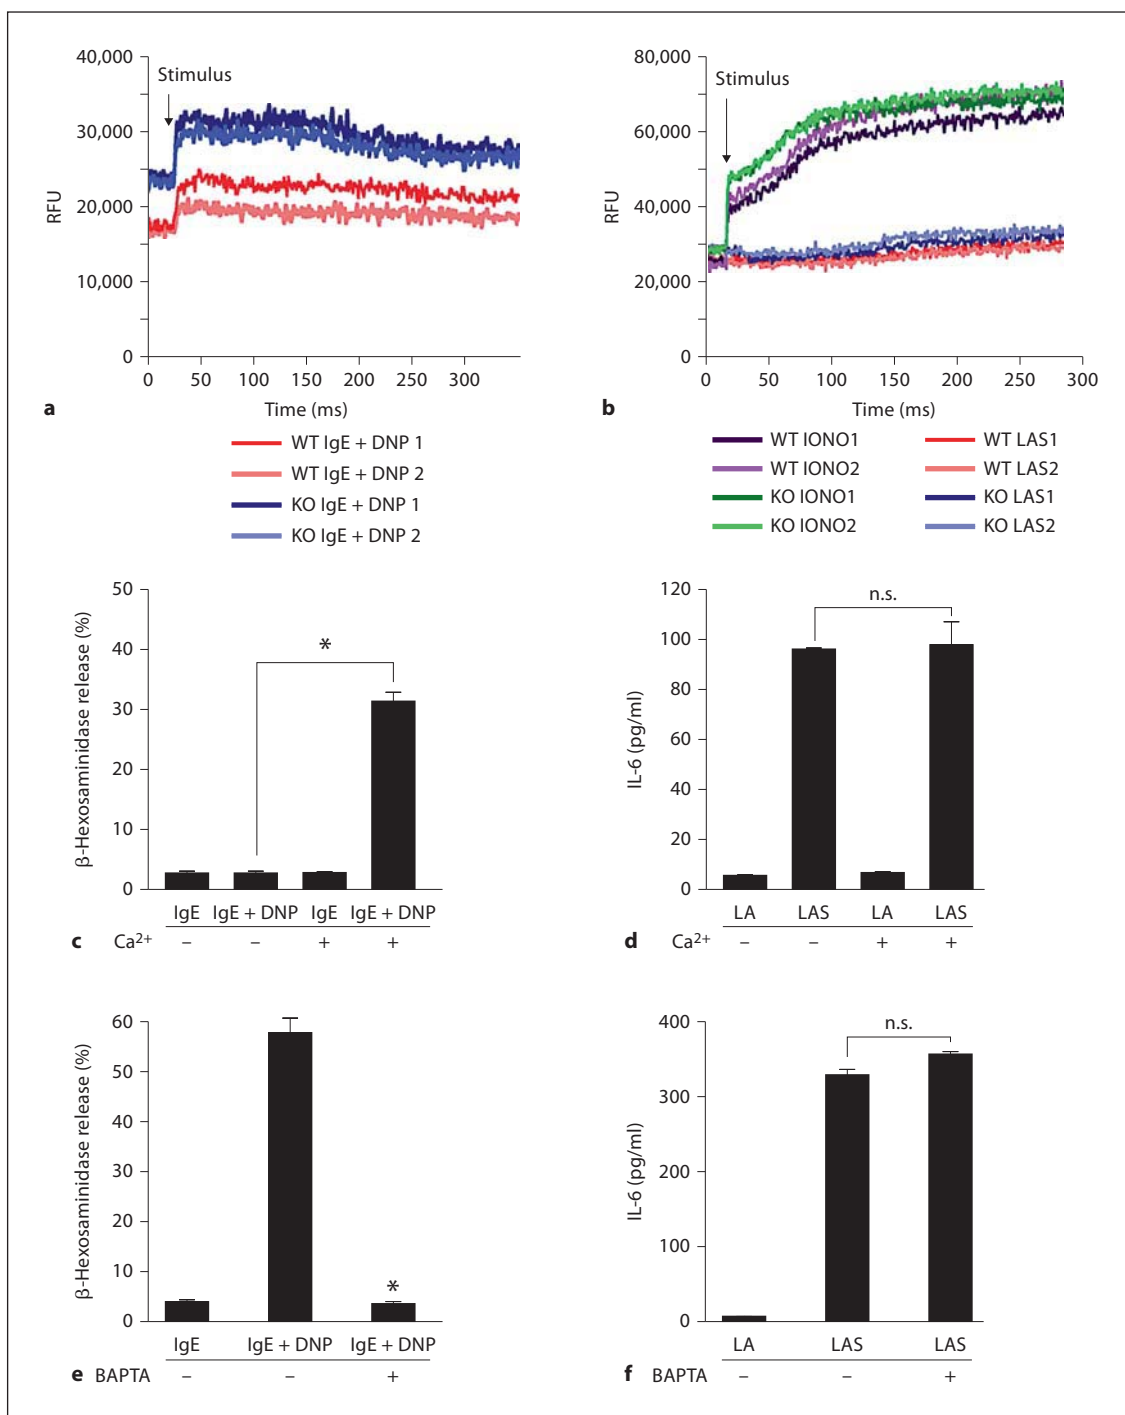 40,000
30,000
20,000
10,000
0
RFU
Stimulus
0 50 100 150 200 250 300
Time (ms)
a
WT IgE + DNP 1
WT IgE + DNP 2
KO IgE + DNP 1
KO IgE + DNP 2
80,000
60,000
40,000
20,000
0
RFU
Stimulus
0 50 100 150 200 250 300
Time (ms)
b
WT IONO1
WT IONO2
KO IONO1
KO IONO2
WT LAS1
WT LAS2
KO LAS1
KO LAS2
50
40
30
20
10
0
β-Hexosaminidase release (%)
*
IgE IgE + DNP IgE IgE + DNP
c Ca²⁺ – – + +
120
100
80
60
40
20
0
IL-6 (pg/ml)
n.s.
LA LAS LA LAS
d Ca²⁺ – – + +
60
50
40
30
20
10
0
β-Hexosaminidase release (%)
*
IgE IgE + DNP IgE + DNP
e BAPTA – – +
400
300
200
100
0
IL-6 (pg/ml)
n.s.
LA LAS LAS
f BAPTA – – +